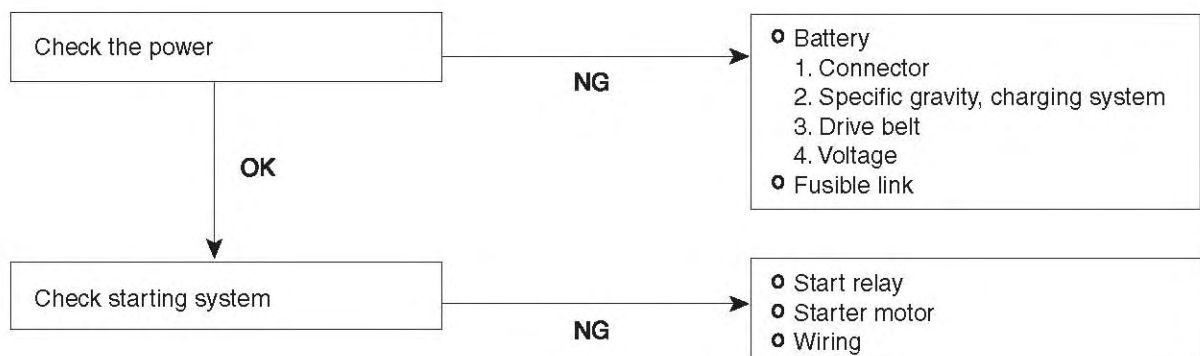 Check the power
NG
o Battery
1. Connector
2. Specific gravity, charging system
3. Drive belt
4. Voltage
o Fusible link
OK
Check starting system
NG
o Start relay
o Starter motor
o Wiring